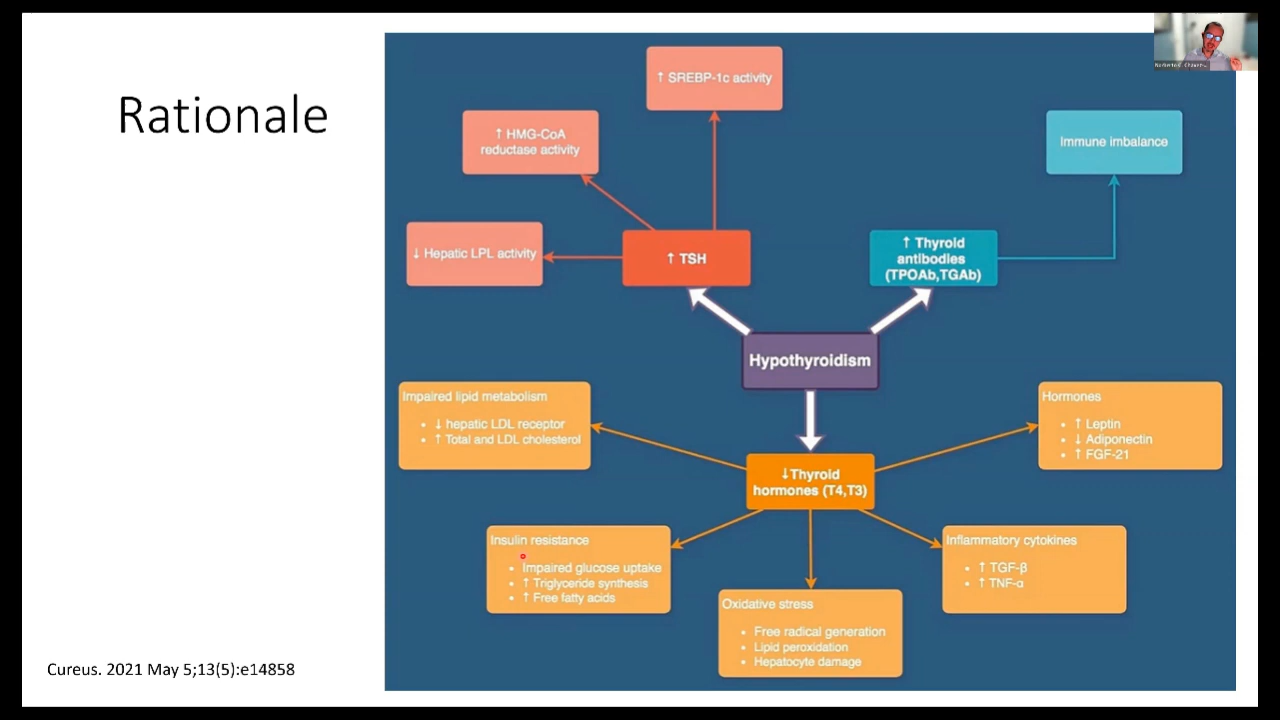 Rationale
↑ SREBP-1c activity
↑ HMG-CoA
reductase activity
Immune imbalance
↓ Hepatic LPL activity
↑ TSH
↑ Thyroid
antibodies
(TPOAb,TGAb)
Hypothyroidism
Impaired lipid metabolism
• ↓ hepatic LDL receptor
• ↑ Total and LDL cholesterol
Hormones
• ↑ Leptin
• ↓ Adiponectin
• ↑ FGF-21
↓Thyroid
hormones (T4,T3)
Insulin resistance
• Impaired glucose uptake
• ↑ Triglyceride synthesis
• ↑ Free fatty acids
Inflammatory cytokines
• ↑ TGF-β
• ↑ TNF-α
Oxidative stress
• Free radical generation
• Lipid peroxidation
• Hepatocyte damage
Cureus. 2021 May 5;13(5):e14858